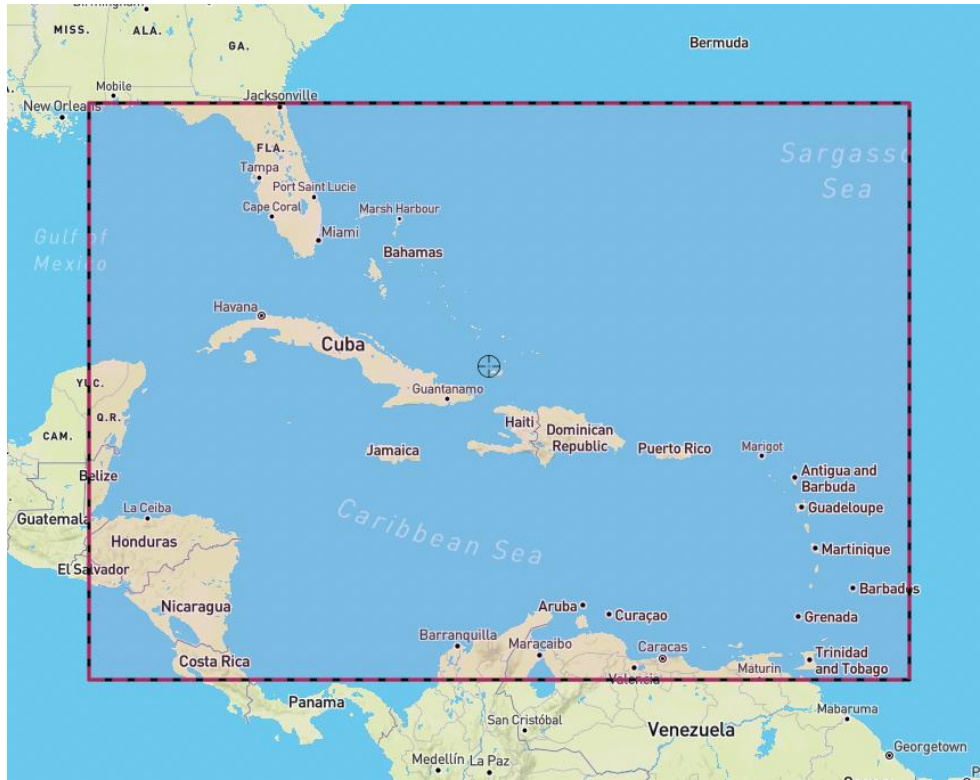 Birmingham
MISS.
ALA.
GA.
Bermuda
Mobile
Jacksonville
New Orleans
FLA.
Sargasso
Sea
Tampa
Port Saint Lucie
Cape Coral
Marsh Harbour
Miami
Gulf of
Mexico
Bahamas
Havana
Cuba
YUC.
Guantanamo
Q.R.
CAM.
Haiti
Dominican
Republic
Jamaica
Puerto Rico
Marigot
Belize
Antigua and
Barbuda
La Ceiba
Guadeloupe
Guatemala
Caribbean Sea
Honduras
Martinique
El Salvador
Barbados
Nicaragua
Aruba
Curaçao
Grenada
Barranquilla
Maracaibo
Caracas
Costa Rica
Trinidad
and Tobago
Valencia
Maturin
Panama
Mabaruma
San Cristóbal
Venezuela
Georgetown
Medellín
La Paz